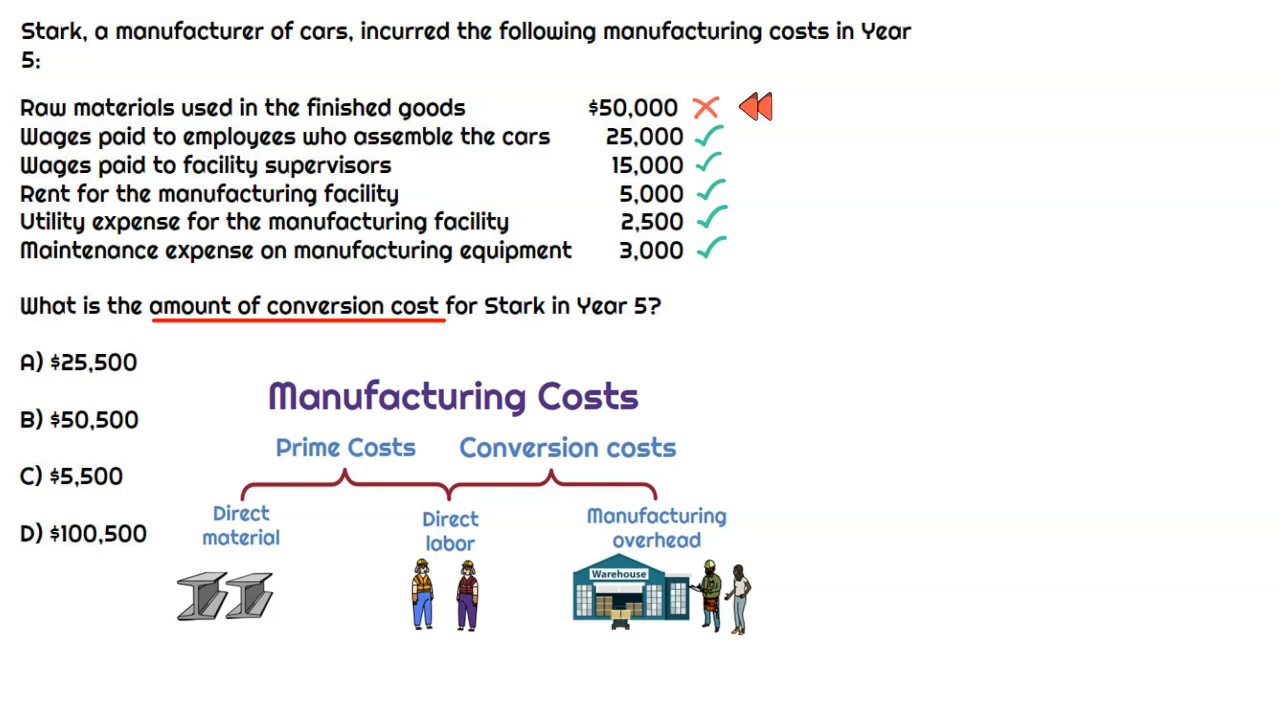 Stark, a manufacturer of cars, incurred the following manufacturing costs in Year
5:
Raw materials used in the finished goods $50,000
Wages paid to employees who assemble the cars 25,000
Wages paid to facility supervisors 15,000
Rent for the manufacturing facility 5,000
Utility expense for the manufacturing facility 2,500
Maintenance expense on manufacturing equipment 3,000
What is the amount of conversion cost for Stark in Year 5?
A) $25,500
B) $50,500
C) $5,500
D) $100,500
Manufacturing Costs
Prime Costs Conversion costs
Direct
material
Direct
labor
Manufacturing
overhead
Warehouse